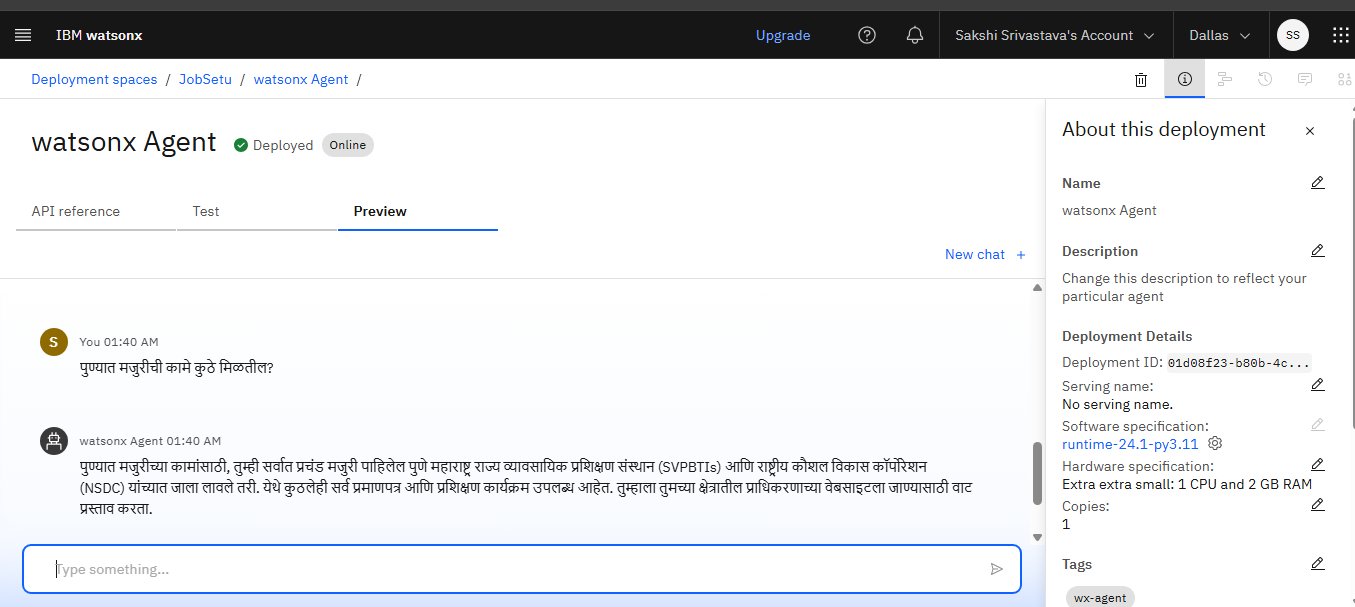 IBM watsonx
Upgrade
Sakshi Srivastava's Account
Dallas
SS
Deployment spaces / JobSetu / watsonx Agent /
watsonx Agent
Deployed
Online
API reference
Test
Preview
New chat +
S
You 01:40 AM
पुण्यात मजुरीची कामे कुठे मिळतील?
watsonx Agent 01:40 AM
पुण्यात मजुरीच्या कामांसाठी, तुम्ही सर्वात प्रचंड मजुरी पाहिलेल पुणे महाराष्ट्र राज्य व्यावसायिक प्रशिक्षण संस्थान (SVPBTIs) आणि राष्ट्रीय कौशल विकास कॉर्पोरेशन
(NSDC) यांच्यात जाला लावले तरी. येथे कुठलेही सर्व प्रमाणपत्र आणि प्रशिक्षण कार्यक्रम उपलब्ध आहेत. तुम्हाला तुमच्या क्षेत्रातील प्राधिकरणाच्या वेबसाइटला जाण्यासाठी वाट
प्रस्ताव करता.
Type something...
About this deployment
Name
watsonx Agent
Description
Change this description to reflect your
particular agent
Deployment Details
Deployment ID: 01d08f23-b80b-4c...
Serving name:
No serving name.
Software specification:
runtime-24.1-py3.11
Hardware specification:
Extra extra small: 1 CPU and 2 GB RAM
Copies:
1
Tags
wx-agent